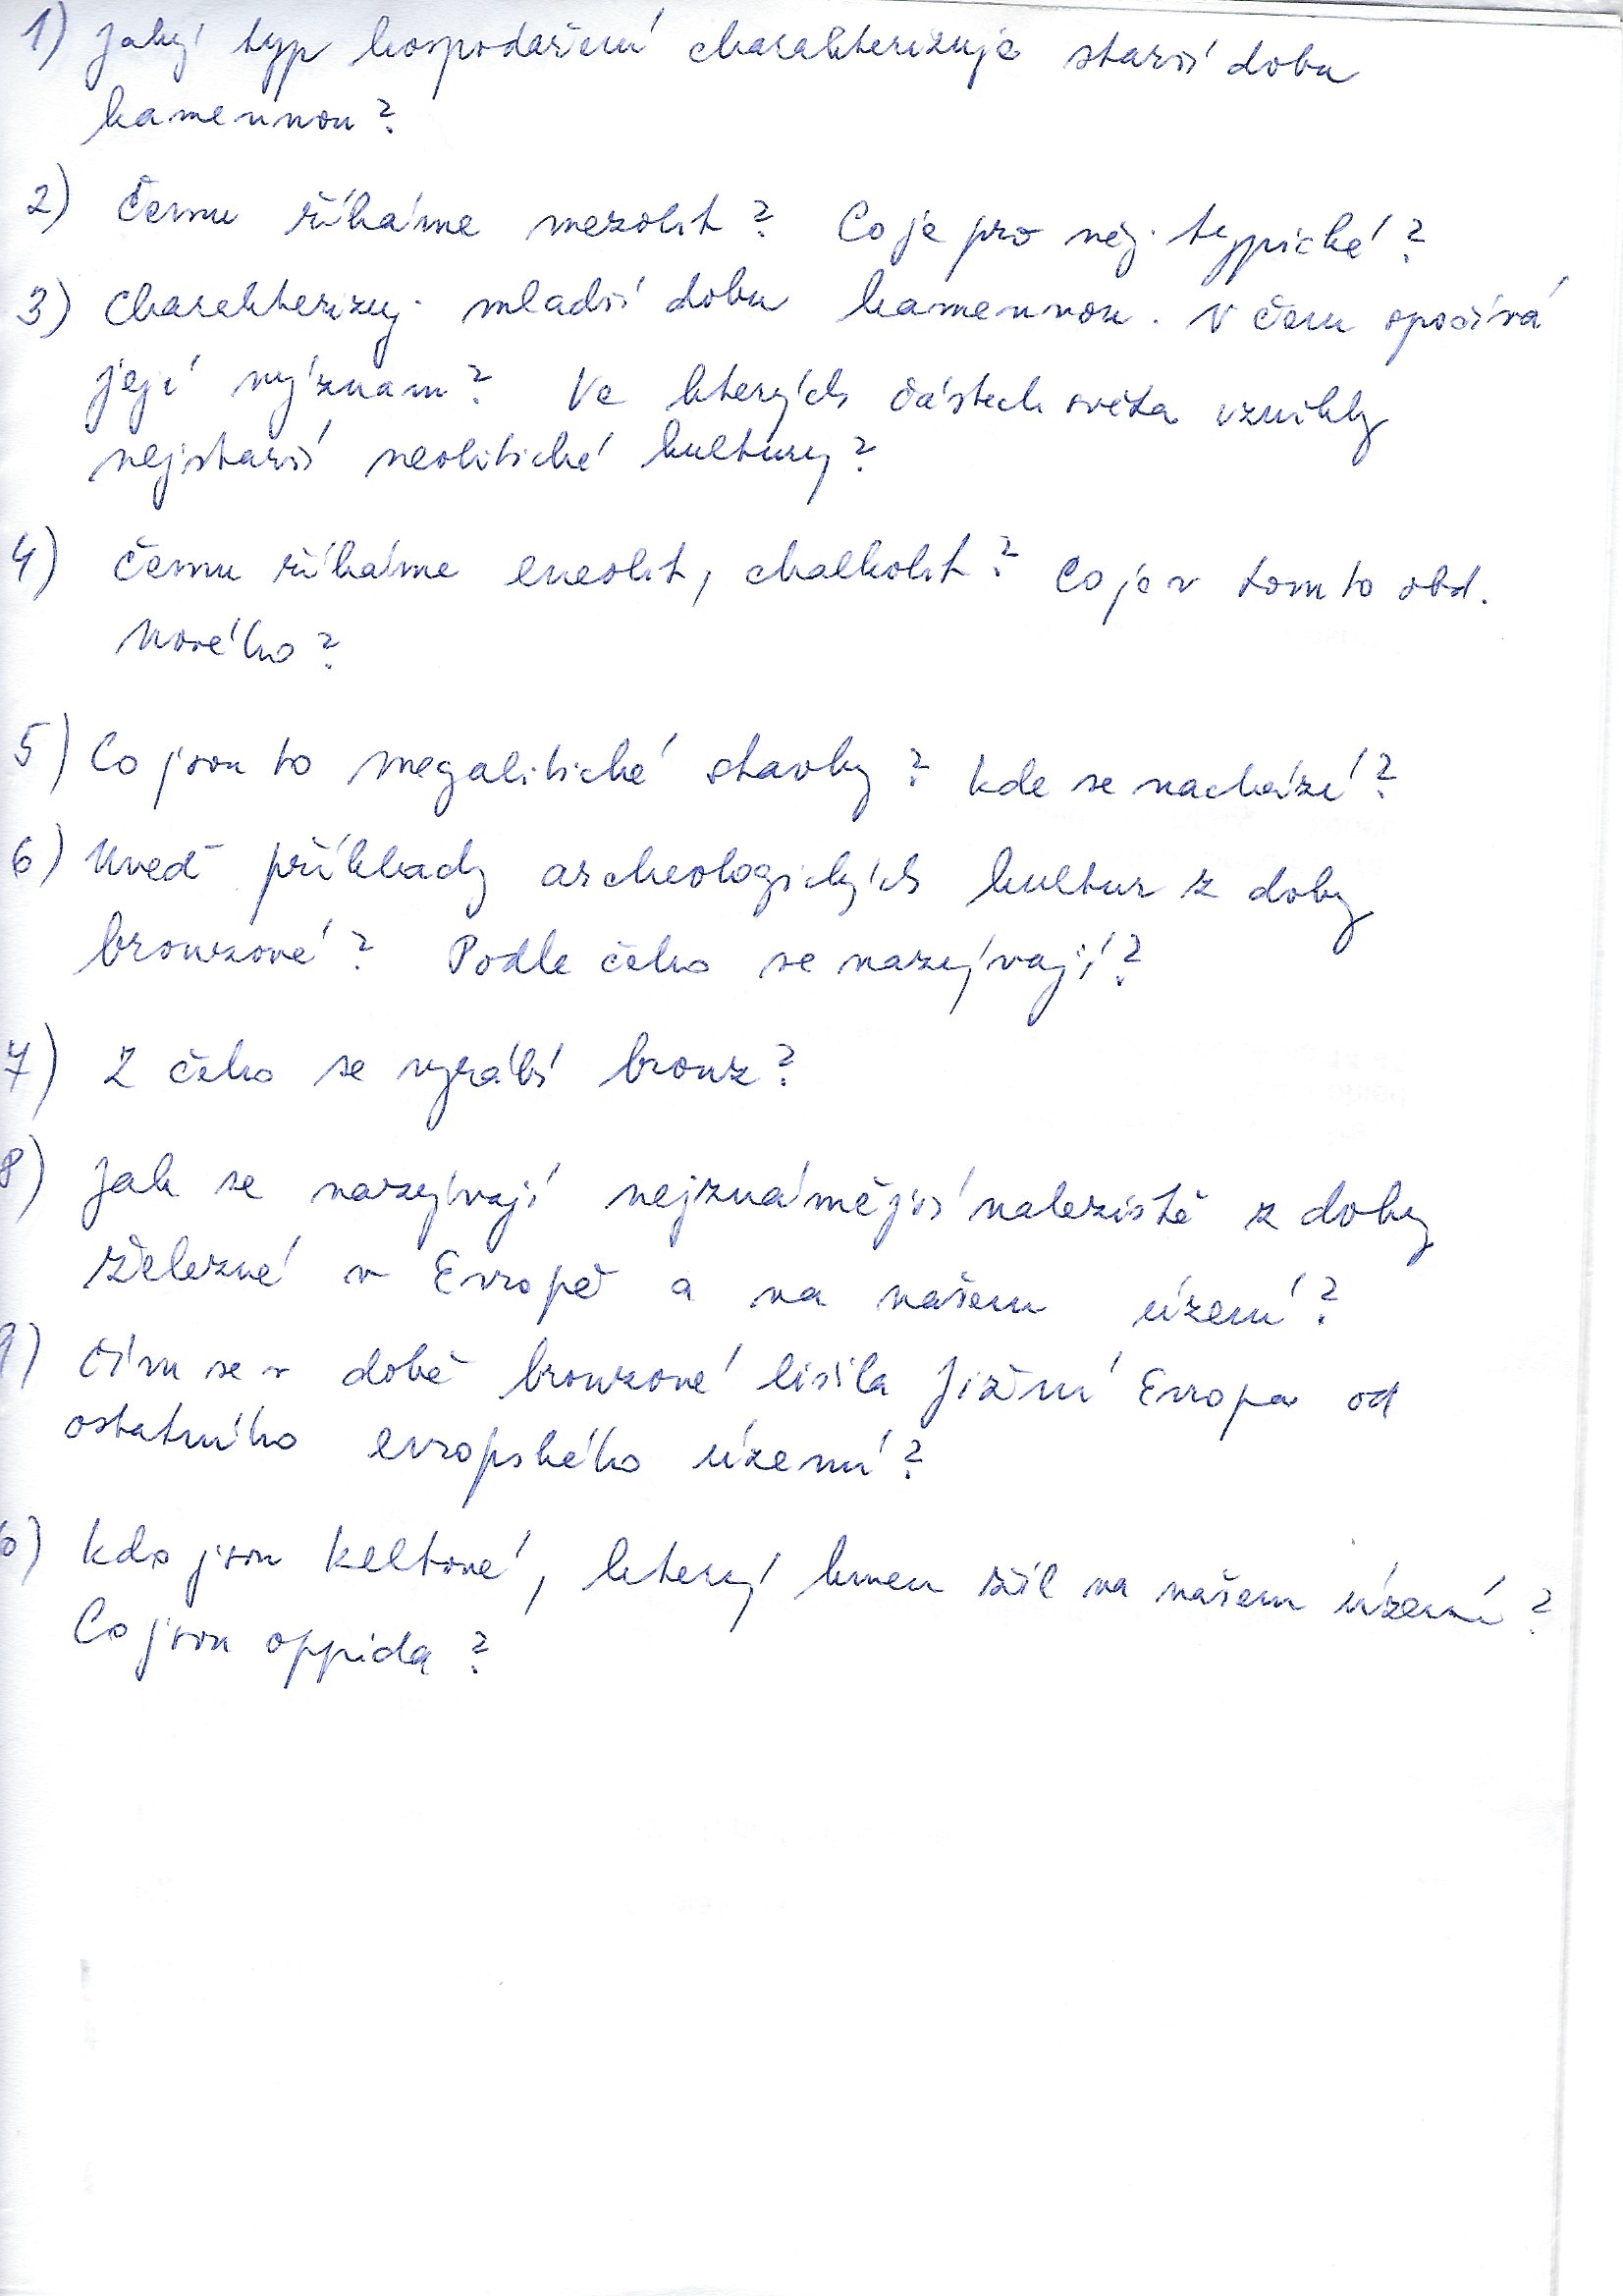 1) Jaký typ hospodaření charakterizuje starší dobu
kamennou?
2) Čemu říkáme mezolit? Co je pro něj typické?
3) Charakterizuj mladší dobu kamennou. V čem spočívá
její význam? Ve kterých částech světa vznikly
nejstarší neolitické kultury?
4) Čemu říkáme eneolit, chalkolit? Co je v tomto obd.
nového?
5) Co jsou to megalitické stavby? Kde se nachází?
6) Uveď příklady archeologických kultur z doby
bronzové? Podle čeho se nazývají?
7) Z čeho se vyrábí bronz?
8) Jak se nazývají nejznámější naleziště z doby
železné v Evropě a na našem území?
9) Čím se v době bronzové lišila Jižní Evropa od
ostatního evropského území?
0) Kdo jsou Keltové, který kmen žil na našem území?
Co jsou oppida?